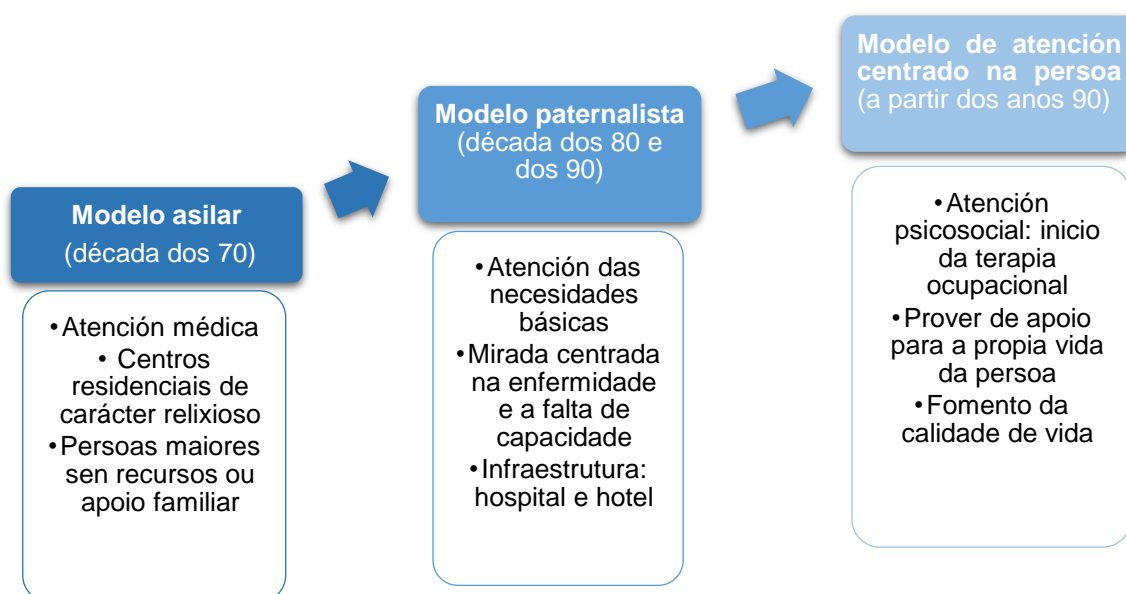 Modelo asilar
(década dos 70)
•Atención médica
• Centros
residenciais de
carácter relixioso
•Persoas maiores
sen recursos ou
apoio familiar
Modelo paternalista
(década dos 80 e
dos 90)
•Atención das
necesidades
básicas
•Mirada centrada
na enfermidade
e a falta de
capacidade
•Infraestrutura:
hospital e hotel
Modelo de atención
centrado na persoa
(a partir dos anos 90)
•Atención
psicosocial: inicio
da terapia
ocupacional
•Prover de apoio
para a propia vida
da persoa
•Fomento da
calidade de vida